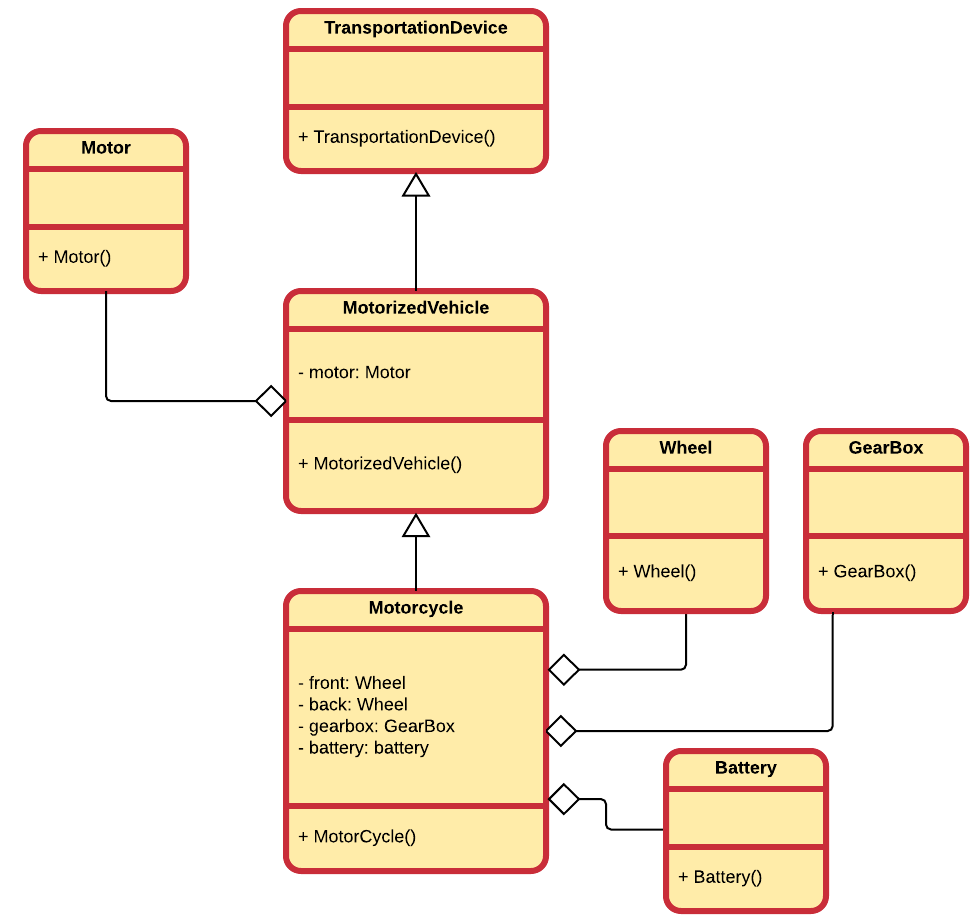 TransportationDevice
+ TransportationDevice()
Motor
+ Motor()
MotorizedVehicle
- motor: Motor
+ MotorizedVehicle()
Wheel
+ Wheel()
GearBox
+ GearBox()
Motorcycle
- front: Wheel
- back: Wheel
- gearbox: GearBox
- battery: battery
+ MotorCycle()
Battery
+ Battery()